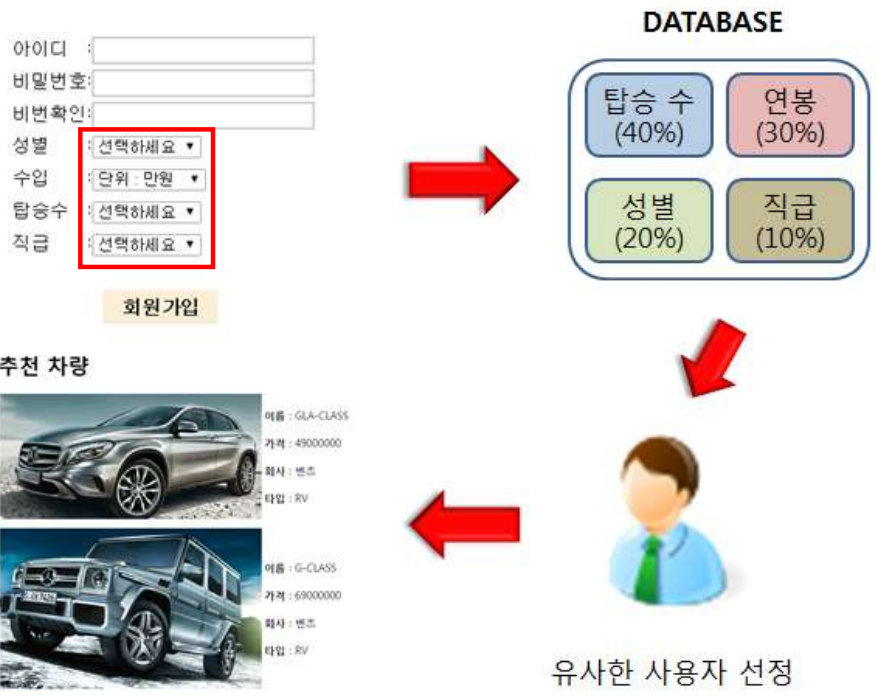 아이디 :
비밀번호:
비번확인:
성별 : 선택하세요 ▼
수입 : 단위 : 만원 ▼
탑승수 : 선택하세요 ▼
직급 : 선택하세요 ▼
회원가입
DATABASE
탑승 수
(40%)
연봉
(30%)
성별
(20%)
직급
(10%)
유사한 사용자 선정
추천 차량
이름 : GLA-CLASS
가격 : 49000000
회사 : 벤츠
타입 : RV
이름 : G-CLASS
가격 : 69000000
회사 : 벤츠
타입 : RV